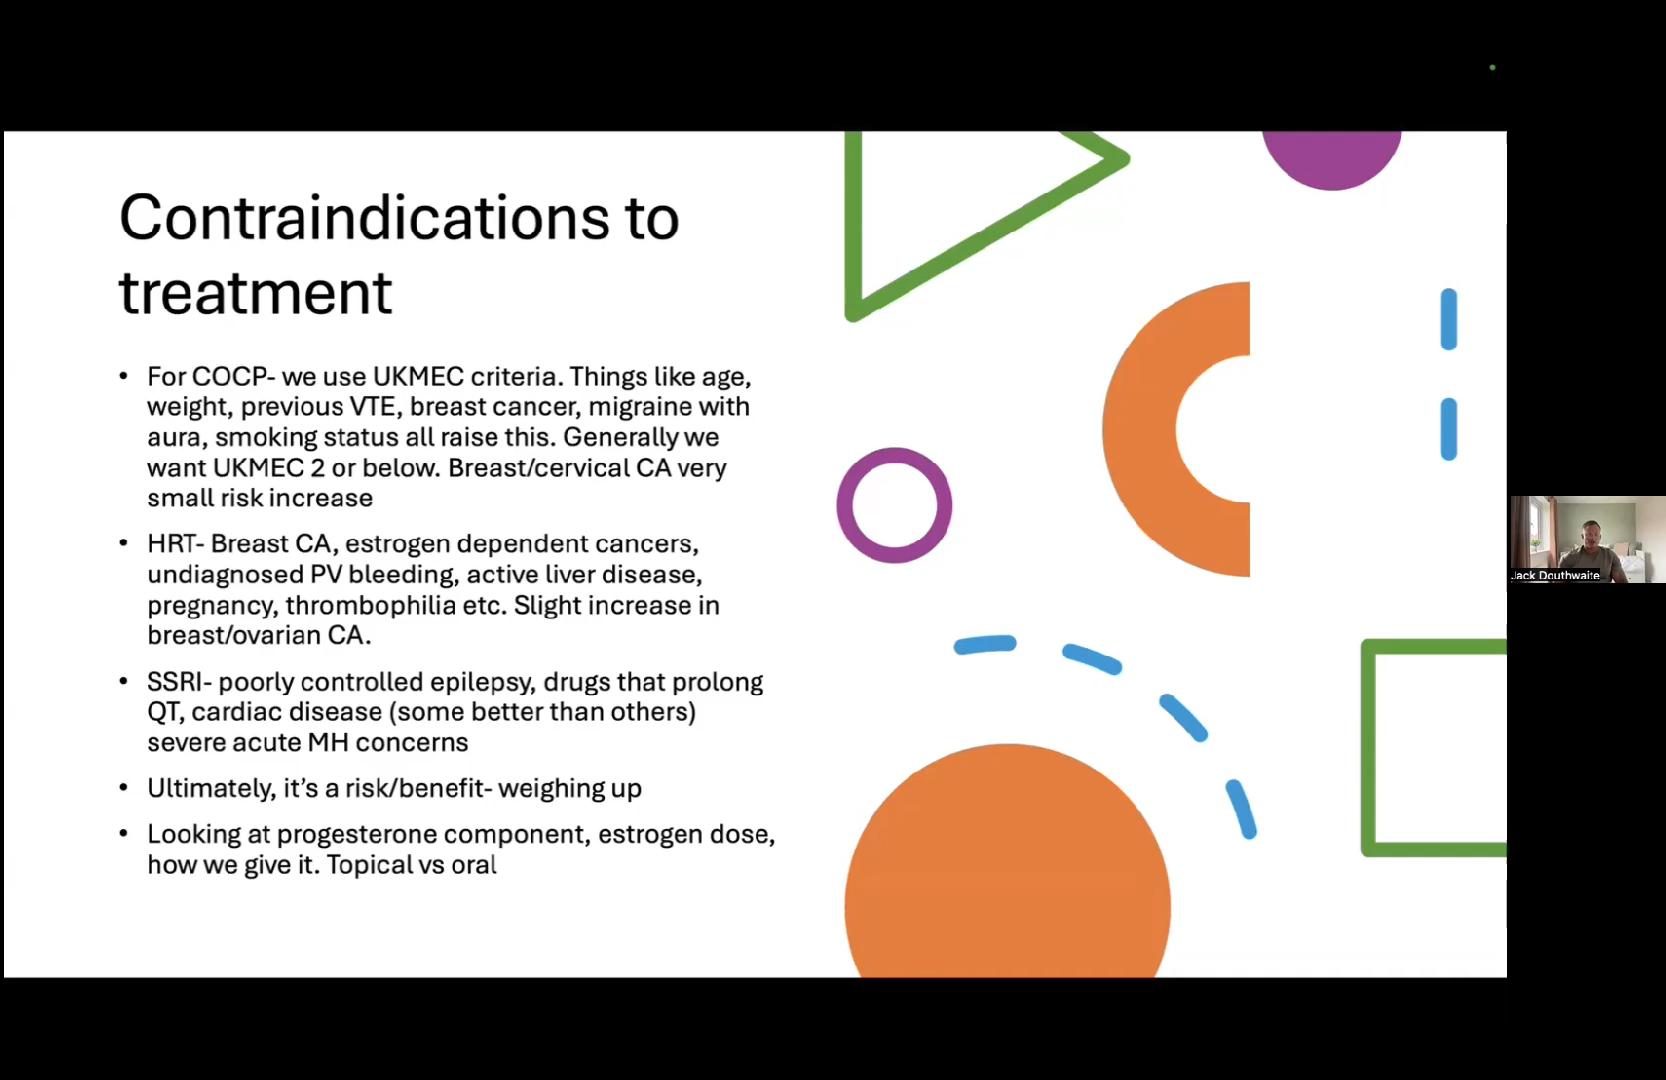 Contraindications to
treatment
• For COCP- we use UKMEC criteria. Things like age,
weight, previous VTE, breast cancer, migraine with
aura, smoking status all raise this. Generally we
want UKMEC 2 or below. Breast/cervical CA very
small risk increase
• HRT- Breast CA, estrogen dependent cancers,
undiagnosed PV bleeding, active liver disease,
pregnancy, thrombophilia etc. Slight increase in
breast/ovarian CA.
• SSRI- poorly controlled epilepsy, drugs that prolong
QT, cardiac disease (some better than others)
severe acute MH concerns
• Ultimately, it’s a risk/benefit- weighing up
• Looking at progesterone component, estrogen dose,
how we give it. Topical vs oral
Jack Douthwaite